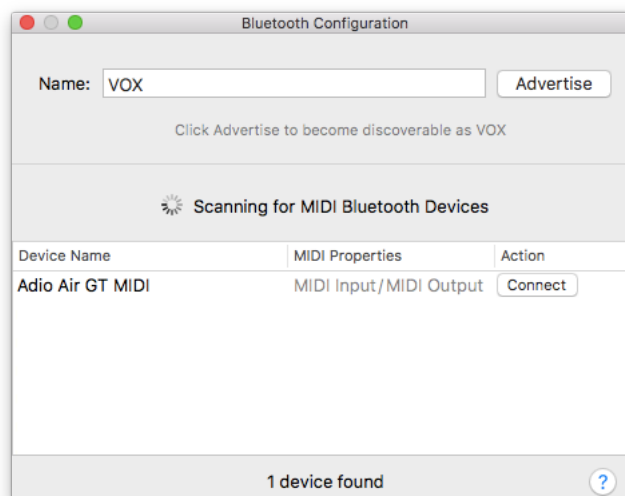 Bluetooth Configuration
Name: VOX Advertise
Click Advertise to become discoverable as VOX
Scanning for MIDI Bluetooth Devices
Device Name MIDI Properties Action
Adio Air GT MIDI MIDI Input/MIDI Output Connect
1 device found ?